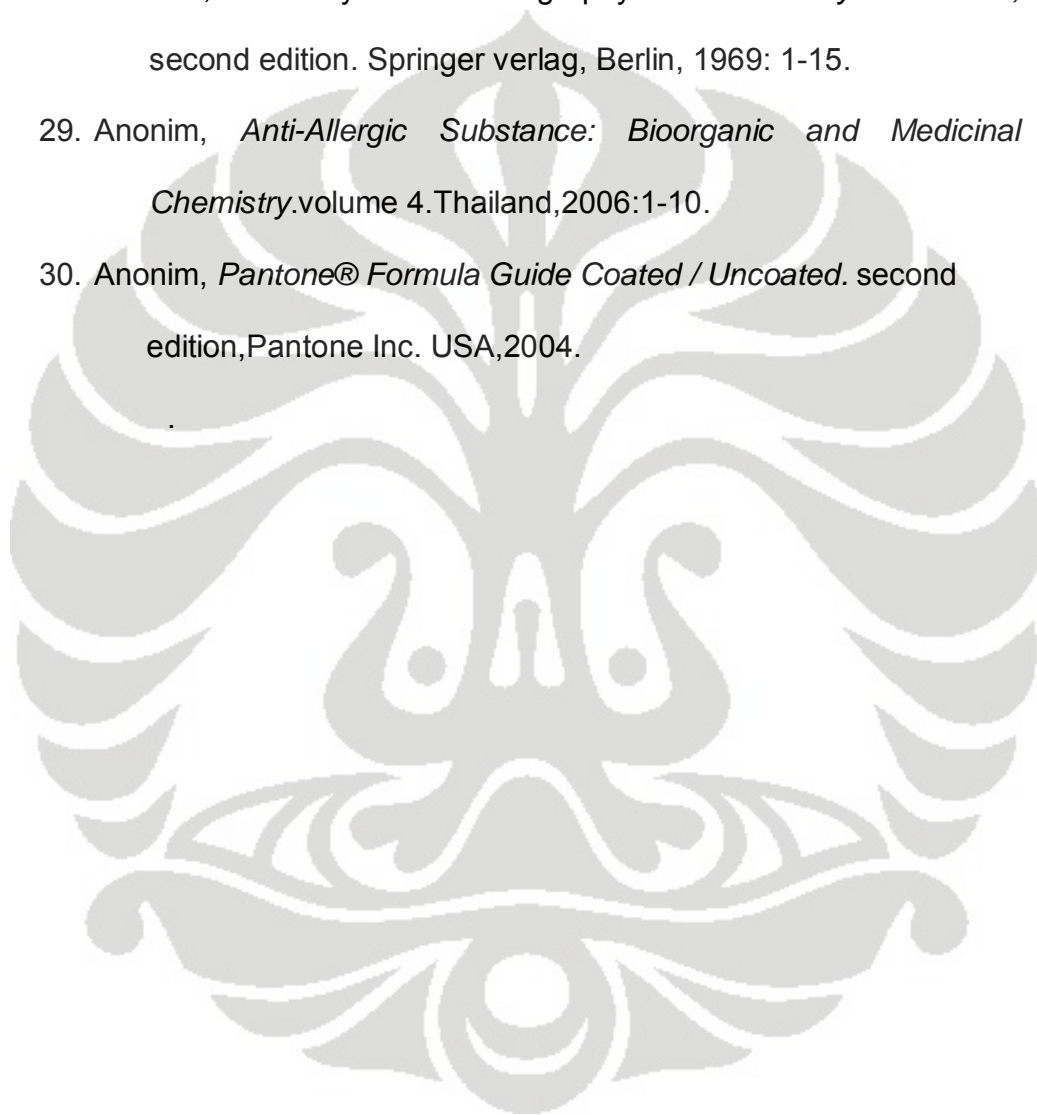 second edition. Springer verlag, Berlin, 1969: 1-15.
29. Anonim, Anti-Allergic Substance: Bioorganic and Medicinal
Chemistry.volume 4.Thailand,2006:1-10.
30. Anonim, Pantone® Formula Guide Coated / Uncoated. second
edition,Pantone Inc. USA,2004.
.